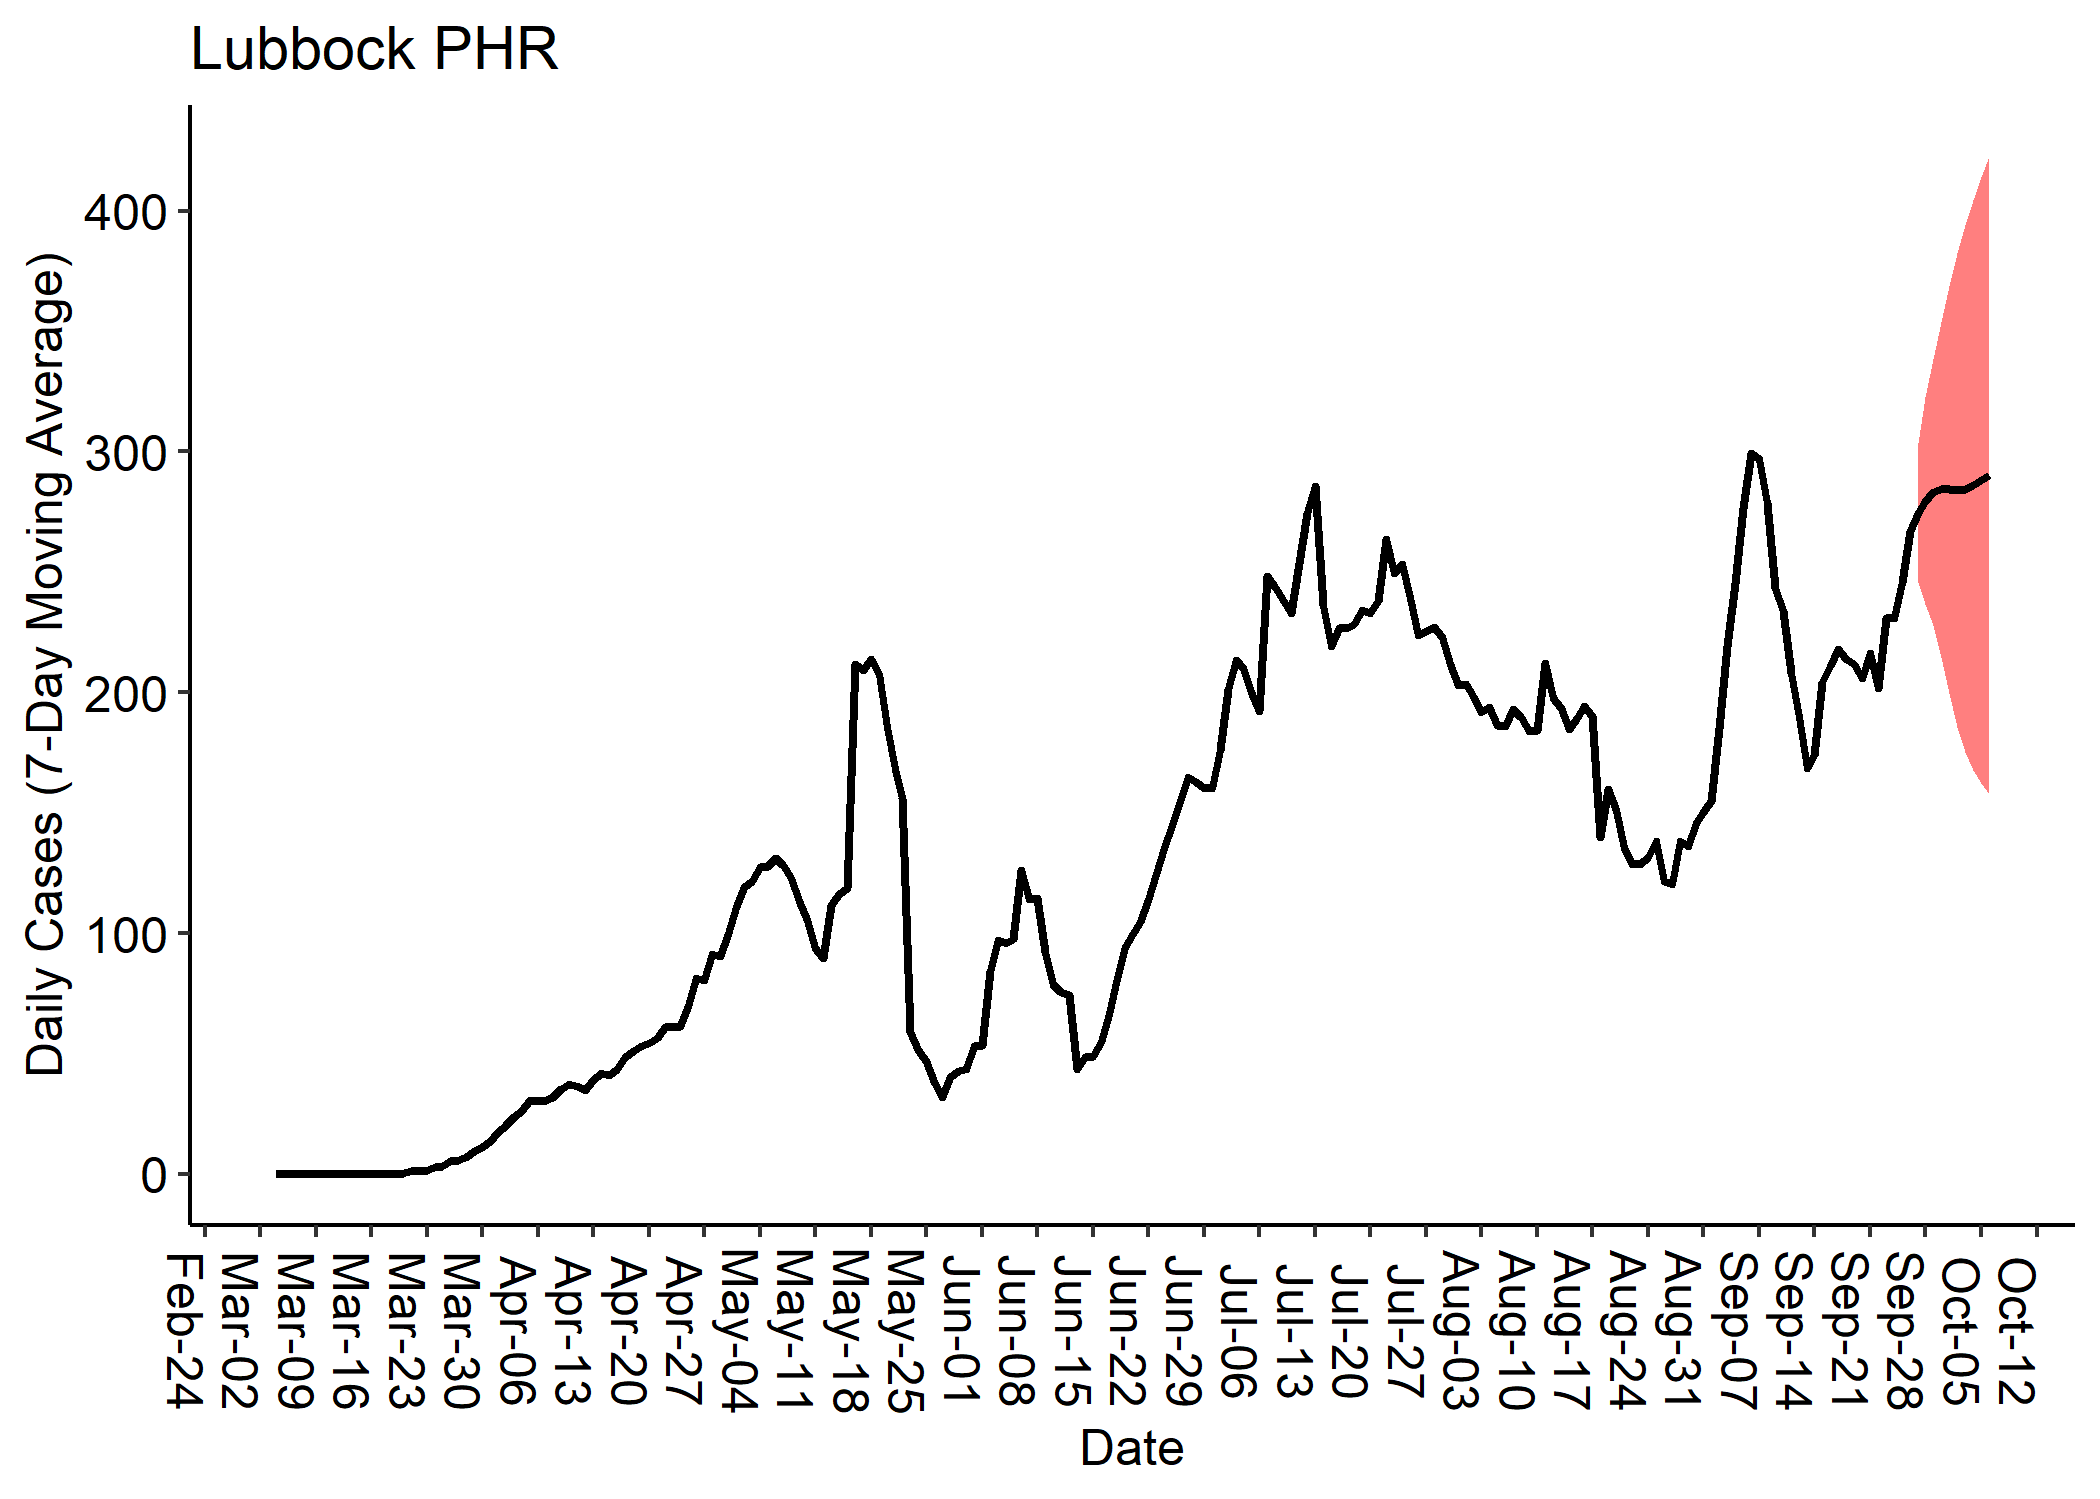 Lubbock PHR
Daily Cases (7-Day Moving Average)
400
300
200
100
0
Feb-24
Mar-02
Mar-09
Mar-16
Mar-23
Mar-30
Apr-06
Apr-13
Apr-20
Apr-27
May-04
May-11
May-18
May-25
Jun-01
Jun-08
Jun-15
Jun-22
Jun-29
Jul-06
Jul-13
Jul-20
Jul-27
Aug-03
Aug-10
Aug-17
Aug-24
Aug-31
Sep-07
Sep-14
Sep-21
Sep-28
Oct-05
Oct-12
Date